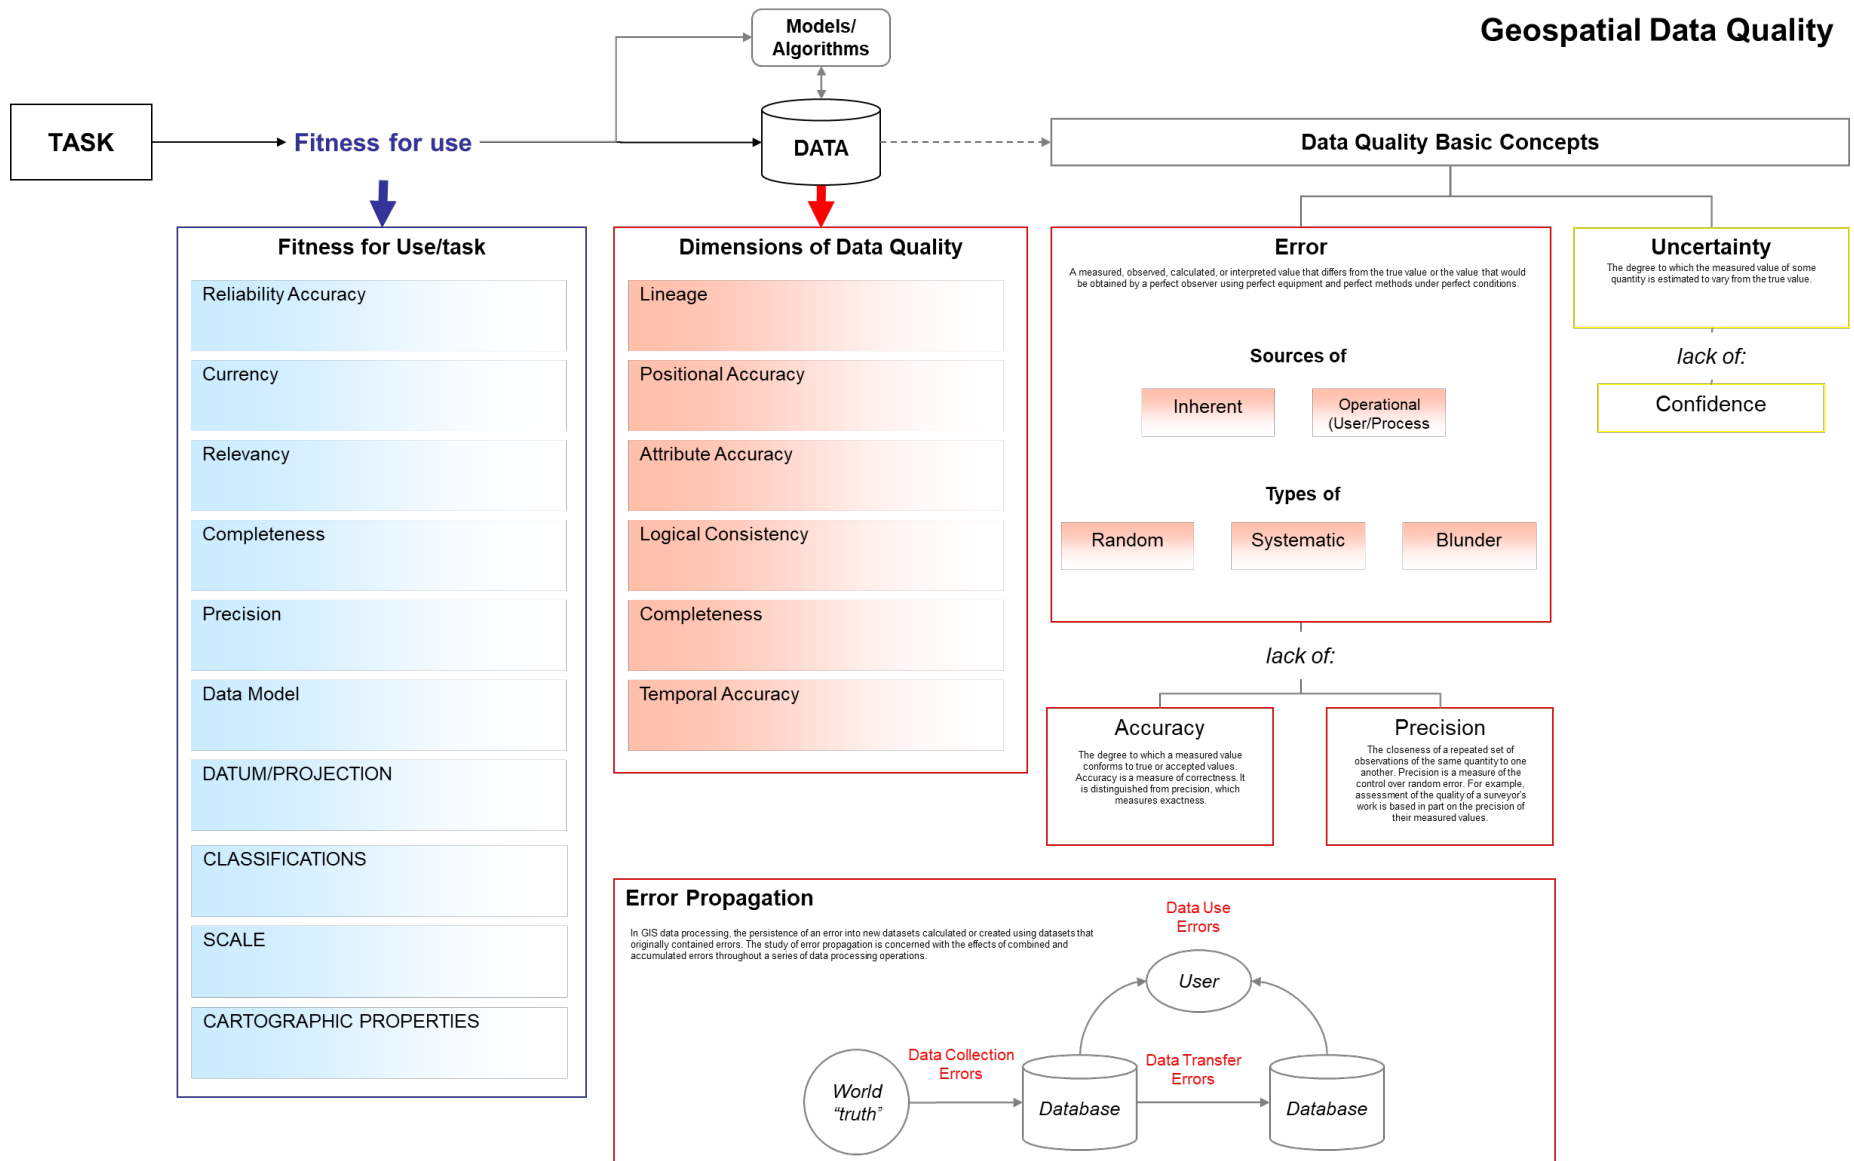 Geospatial Data Quality
Models/
Algorithms
TASK
Fitness for use
DATA
Data Quality Basic Concepts
Fitness for Use/task
Reliability Accuracy
Currency
Relevancy
Completeness
Precision
Data Model
DATUM/PROJECTION
CLASSIFICATIONS
SCALE
CARTOGRAPHIC PROPERTIES
Dimensions of Data Quality
Lineage
Positional Accuracy
Attribute Accuracy
Logical Consistency
Completeness
Temporal Accuracy
Error
A measured, observed, calculated, or interpreted value that differs from the true value or the value that would
be obtained by a perfect observer using perfect equipment and perfect methods under perfect conditions.
Sources of
Inherent
Operational
(User/Process
Types of
Random
Systematic
Blunder
lack of:
Accuracy
The degree to which a measured value
conforms to true or accepted values.
Accuracy is a measure of correctness. It
is distinguished from precision, which
measures exactness.
Precision
The closeness of a repeated set of
observations of the same quantity to one
another. Precision is a measure of the
control over random error. For example,
assessment of the quality of a surveyor's
work is based in part on the precision of
their measured values.
Uncertainty
The degree to which the measured value of some
quantity is estimated to vary from the true value.
lack of:
Confidence
Error Propagation
In GIS data processing, the persistence of an error into new datasets calculated or created using datasets that
originally contained errors. The study of error propagation is concerned with the effects of combined and
accumulated errors throughout a series of data processing operations.
Data Use
Errors
User
Data Collection
Errors
Data Transfer
Errors
World
“truth”
Database
Database